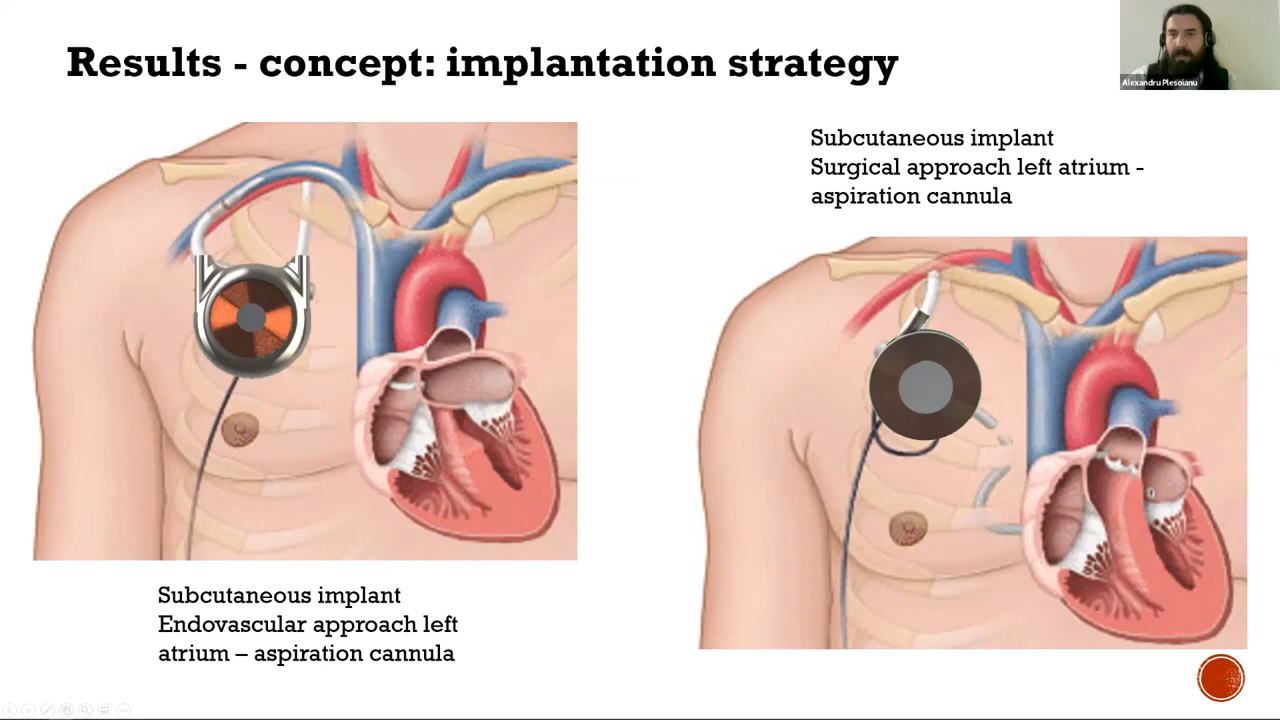 Results - concept: implantation strategy
Alexandru Plesoianu
Subcutaneous implant
Surgical approach left atrium -
aspiration cannula
Subcutaneous implant
Endovascular approach left
atrium – aspiration cannula